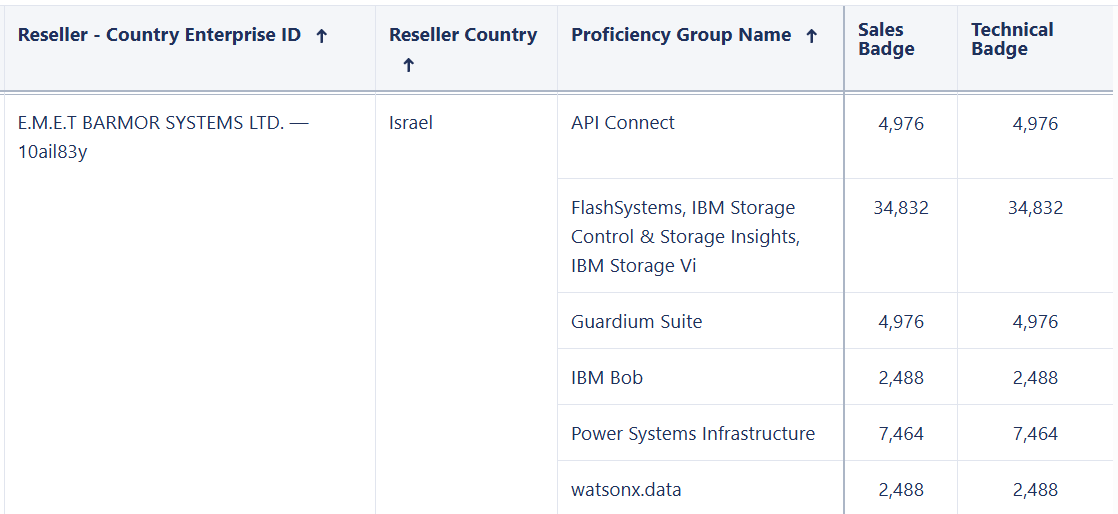 Reseller - Country Enterprise ID ↑
Reseller Country ↑
Proficiency Group Name ↑
Sales
Badge
Technical
Badge
E.M.E.T BARMOR SYSTEMS LTD. —
10ail83y
Israel
API Connect
4,976
4,976
FlashSystems, IBM Storage
Control & Storage Insights,
IBM Storage Vi
34,832
34,832
Guardium Suite
4,976
4,976
IBM Bob
2,488
2,488
Power Systems Infrastructure
7,464
7,464
watsonx.data
2,488
2,488